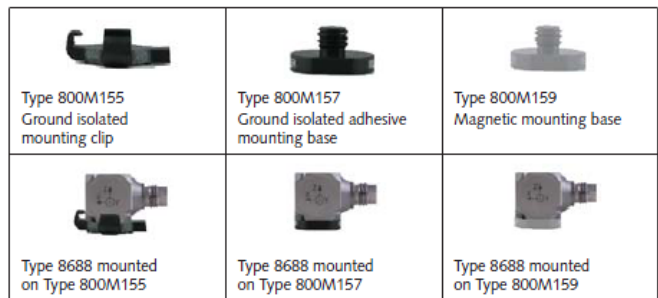 Type 800M155
Ground isolated
mounting clip
Type 800M157
Ground isolated adhesive
mounting base
Type 800M159
Magnetic mounting base
Type 8688 mounted
on Type 800M155
Type 8688 mounted
on Type 800M157
Type 8688 mounted
on Type 800M159